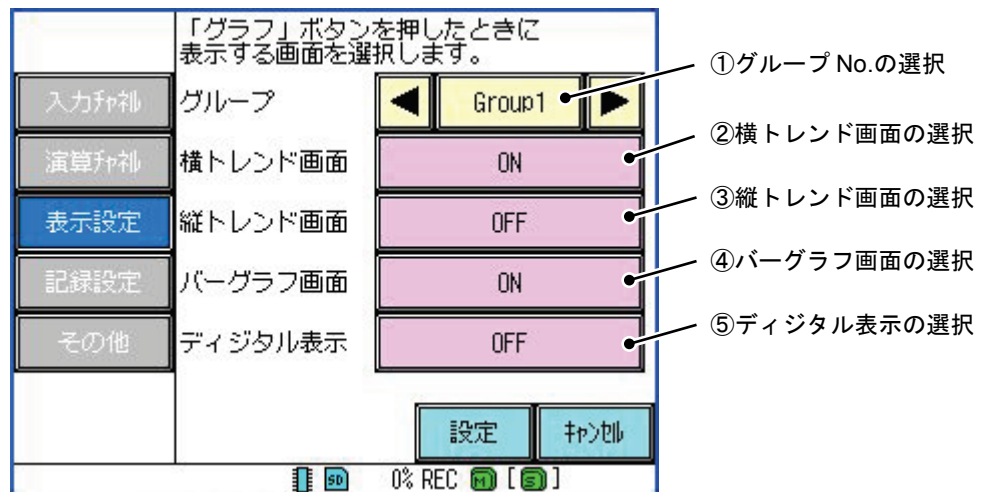 「グラフ」ボタンを押したときに
表示する画面を選択します。
入力ﾁｬﾈﾙ
グループ
Group1
①グループ No.の選択
演算ﾁｬﾈﾙ
横トレンド画面
ON
②横トレンド画面の選択
表示設定
縦トレンド画面
OFF
③縦トレンド画面の選択
記録設定
バーグラフ画面
ON
④バーグラフ画面の選択
その他
ディジタル表示
OFF
⑤ディジタル表示の選択
設定
ｷｬﾝｾﾙ
SD 0% REC M [S]